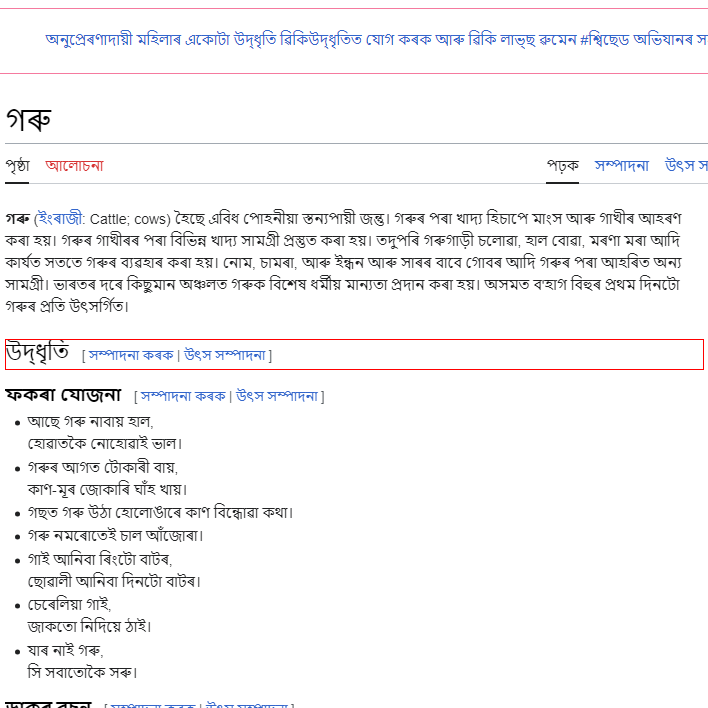 অনুপ্ৰেৰণাদায়ী মহিলাৰ একোটা উদ্ধৃতি ৱিকিউদ্ধৃতিত যোগ কৰক আৰু ৱিকি লাভ্ছ ৱুমেন #শ্বিছেড অভিযানৰ
গৰু
পৃষ্ঠা আলোচনা পঢ়ক সম্পাদনা উৎস
গৰু (ইংৰাজী: Cattle; cows) হৈছে এবিধ পোহনীয়া স্তন্যপায়ী জন্তু। গৰুৰ পৰা খাদ্য হিচাপে মাংস আৰু গাখীৰ আহৰণ
কৰা হয়। গৰুৰ গাখীৰৰ পৰা বিভিন্ন খাদ্য সামগ্ৰী প্ৰস্তুত কৰা হয়। তদুপৰি গৰুগাড়ী চলোৱা, হাল বোৱা, মৰণা মৰা আদি
কাৰ্যত সততে গৰুৰ ব্যৱহাৰ কৰা হয়। নোম, চামৰা, আৰু ইন্ধন আৰু সাৰৰ বাবে গোবৰ আদি গৰুৰ পৰা আহৰিত অন্য
সামগ্ৰী। ভাৰতৰ দৰে কিছুমান অঞ্চলত গৰুক বিশেষ ধৰ্মীয় মান্যতা প্ৰদান কৰা হয়। অসমত ব'হাগ বিহুৰ প্ৰথম দিনটো
গৰুৰ প্ৰতি উৎসৰ্গিত।
উদ্ধৃতি [ সম্পাদনা কৰক | উৎস সম্পাদনা ]
ফকৰা যোজনা [ সম্পাদনা কৰক | উৎস সম্পাদনা ]
• আছে গৰু নাবায় হাল,
হোৱাতকৈ নোহোৱাই ভাল।
• গৰুৰ আগত টোকাৰী বায়,
কাণ-মূৰ জোকাৰি ঘাঁহ খায়।
• গছত গৰু উঠা হোলোঙাৰে কাণ বিন্ধোৱা কথা।
• গৰু নমৰোতেই চাল আঁজোৰা।
• গাই আনিবা ৰিংটো বাটৰ,
ছোৱালী আনিবা দিনটো বাটৰ।
• চেৰেলিয়া গাই,
জাকতো নিদিয়ে ঠাই।
• যাৰ নাই গৰু,
সি সবাতোকৈ সৰু।